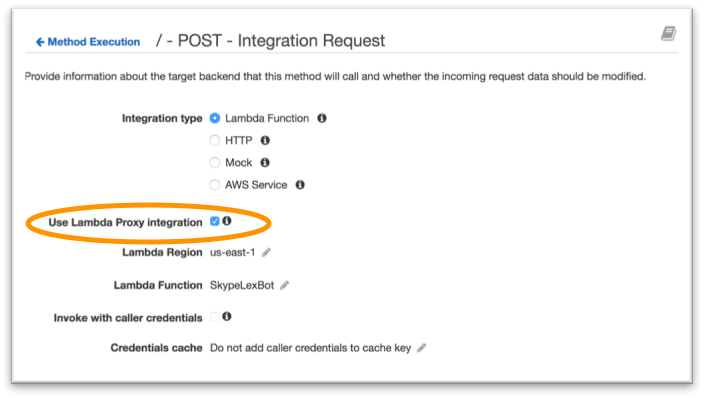 Method Execution / - POST - Integration Request
Provide information about the target backend that this method will call and whether the incoming request data should be modified.
Integration type Lambda Function
HTTP
Mock
AWS Service
Use Lambda Proxy integration
Lambda Region us-east-1
Lambda Function SkypeLexBot
Invoke with caller credentials
Credentials cache Do not add caller credentials to cache key